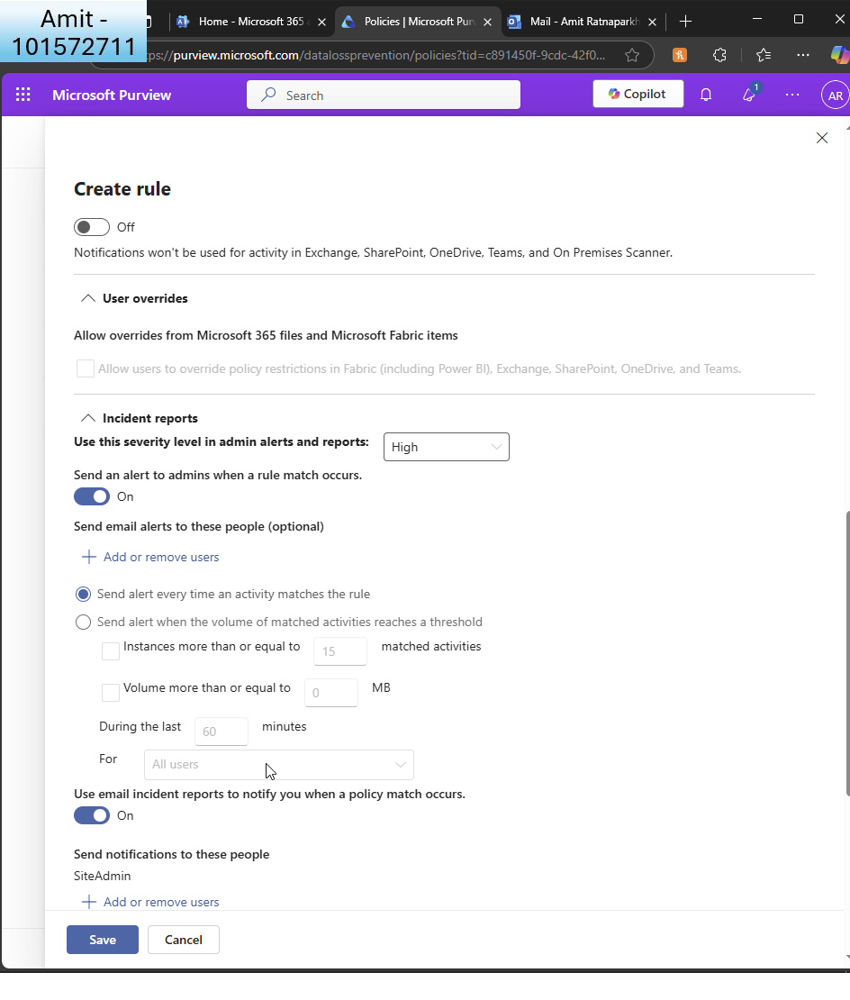 Amit -
101572711
Home - Microsoft 365
Policies | Microsoft Pur
Mail - Amit Ratnaparkh
ps://purview.microsoft.com/datalossprevention/policies?tid=c891450f-9cdc-42f0...
Microsoft Purview
Search
Copilot
1
AR
Create rule
Off
Notifications won't be used for activity in Exchange, SharePoint, OneDrive, Teams, and On Premises Scanner.
User overrides
Allow overrides from Microsoft 365 files and Microsoft Fabric items
Allow users to override policy restrictions in Fabric (including Power BI), Exchange, SharePoint, OneDrive, and Teams.
Incident reports
Use this severity level in admin alerts and reports: High
Send an alert to admins when a rule match occurs.
On
Send email alerts to these people (optional)
Add or remove users
Send alert every time an activity matches the rule
Send alert when the volume of matched activities reaches a threshold
Instances more than or equal to 15 matched activities
Volume more than or equal to 0 MB
During the last 60 minutes
For All users
Use email incident reports to notify you when a policy match occurs.
On
Send notifications to these people
SiteAdmin
Add or remove users
Save Cancel